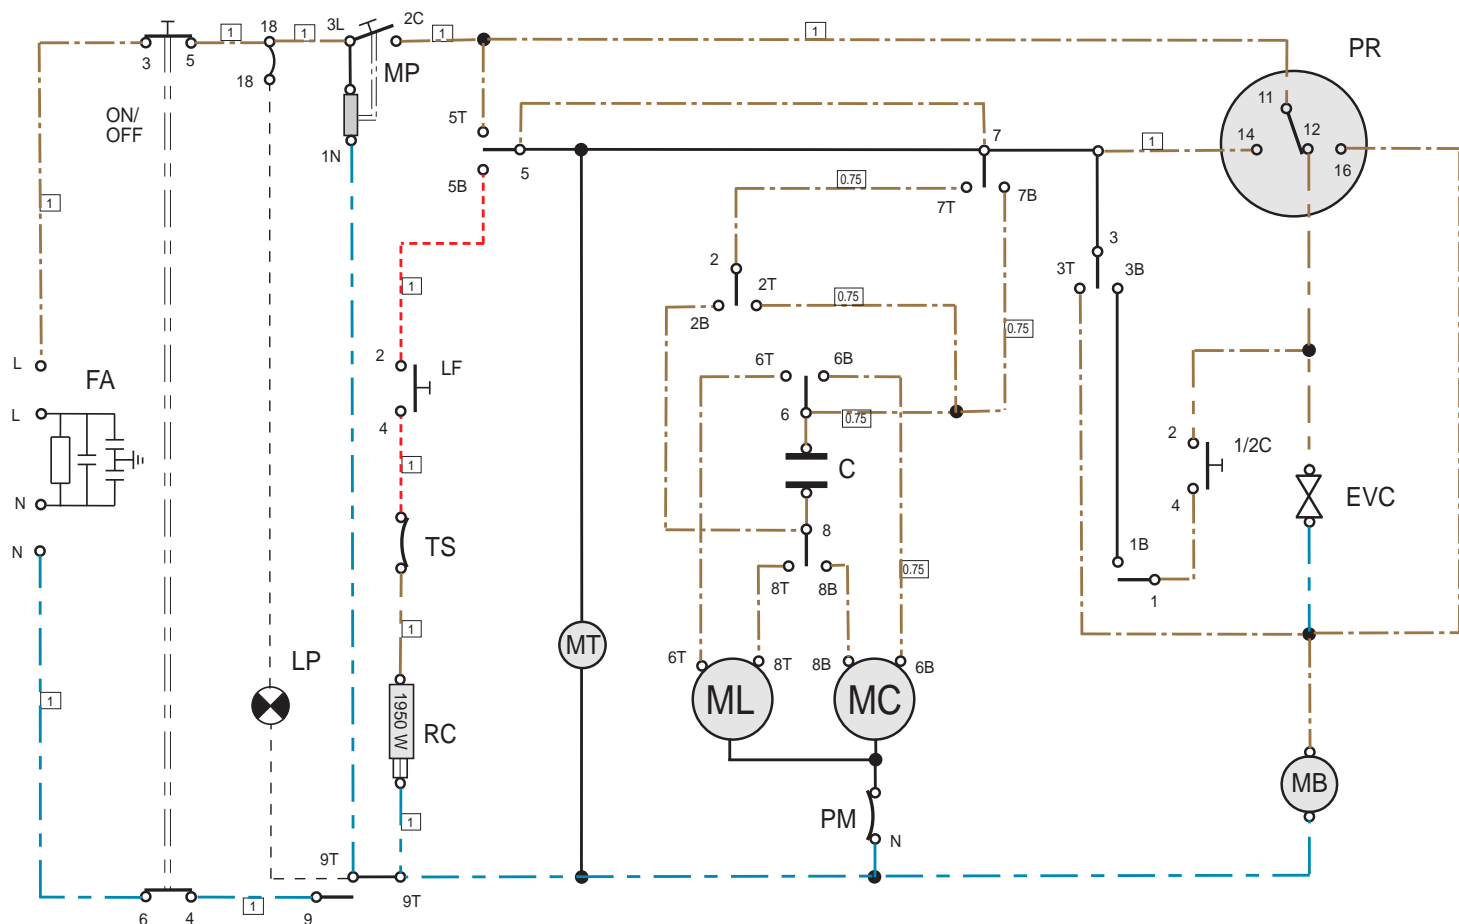 18
1
1
3L
2C
1
1
PR
3
5
18
MP
11
ON/
OFF
5T
7
14
12
1N
1
16
5B
5
0.75
7T
7B
1
3
2
3T
3B
2T
1
0.75
2B
0.75
2
L
FA
LF
6T
6B
L
4
6
0.75
2
1/2C
1
C
N
4
EVC
8
N
TS
1B
8T
8B
0.75
1
1
LP
MT
6T
8T
8B
6B
1
ML
MC
1950 W
RC
MB
1
PM
N
9T
9T
6
4
1
9